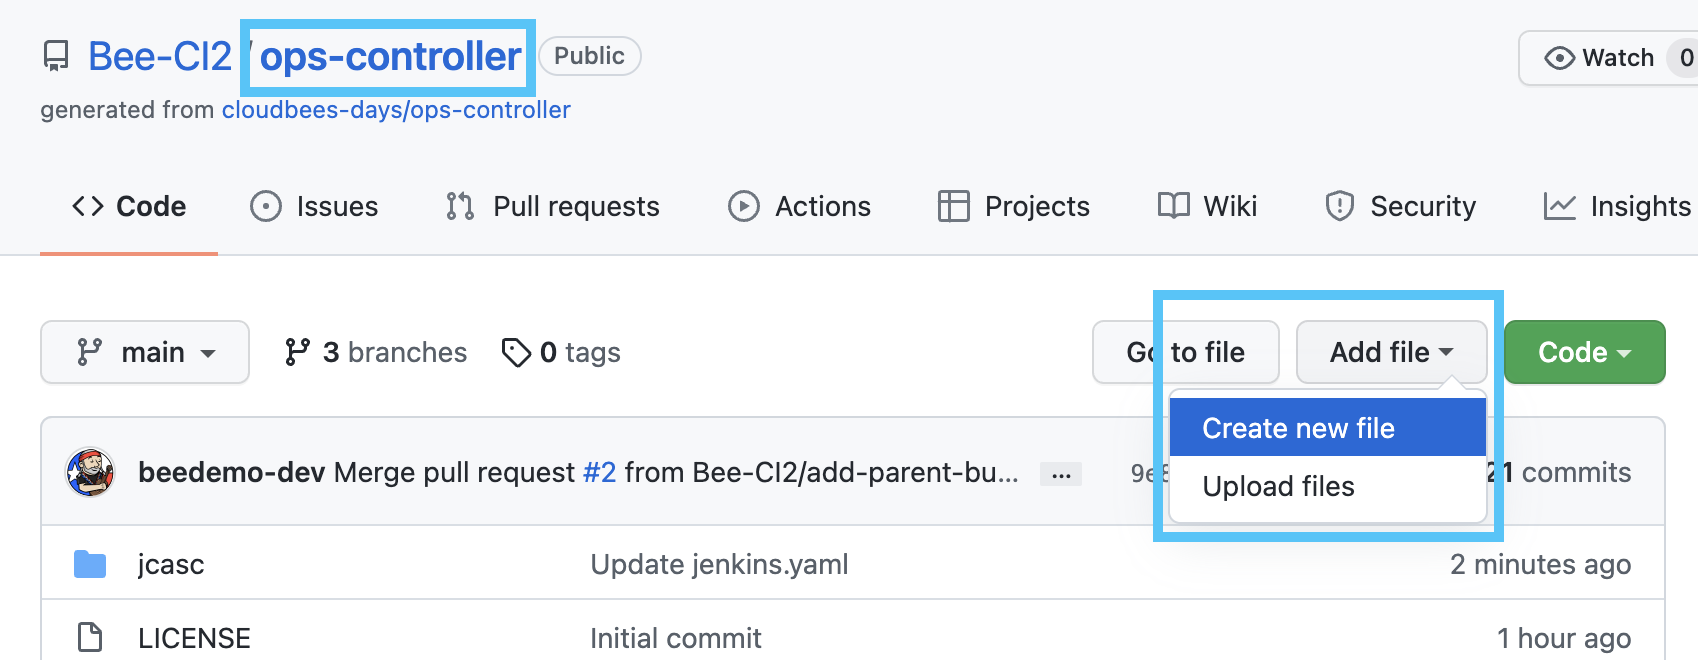 Bee-CI2 / ops-controller Public Watch 0
generated from cloudbees-days/ops-controller
Code Issues Pull requests Actions Projects Wiki Security Insights
main 3 branches 0 tags Go to file Add file Code
Create new file
Upload files
beedemo-dev Merge pull request #2 from Bee-CI2/add-parent-bu... ... 21 commits
jcasc Update jenkins.yaml 2 minutes ago
LICENSE Initial commit 1 hour ago